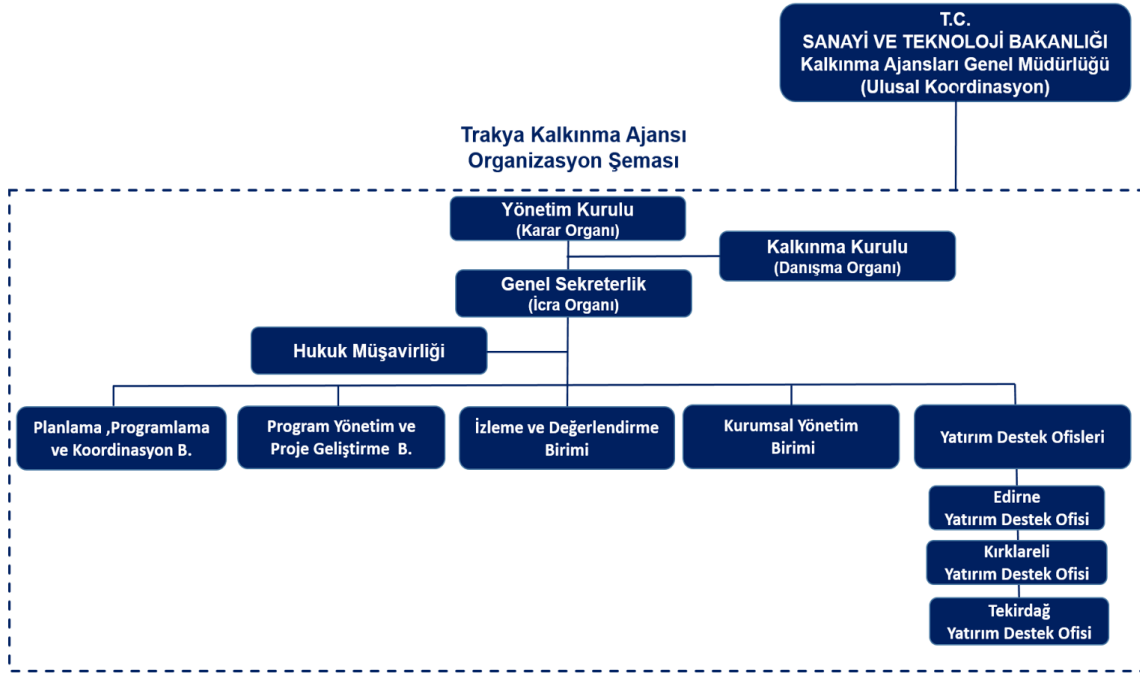 T.C.
SANAYİ VE TEKNOLOJİ BAKANLIĞI
Kalkınma Ajansları Genel Müdürlüğü
(Ulusal Koordinasyon)
Trakya Kalkınma Ajansı
Organizasyon Şeması
Yönetim Kurulu
(Karar Organı)
Kalkınma Kurulu
(Danışma Organı)
Genel Sekreterlik
(İcra Organı)
Hukuk Müşavirliği
Planlama ,Programlama
ve Koordinasyon B.
Program Yönetim ve
Proje Geliştirme B.
İzleme ve Değerlendirme
Birimi
Kurumsal Yönetim
Birimi
Yatırım Destek Ofisleri
Edirne
Yatırım Destek Ofisi
Kırklareli
Yatırım Destek Ofisi
Tekirdağ
Yatırım Destek Ofisi